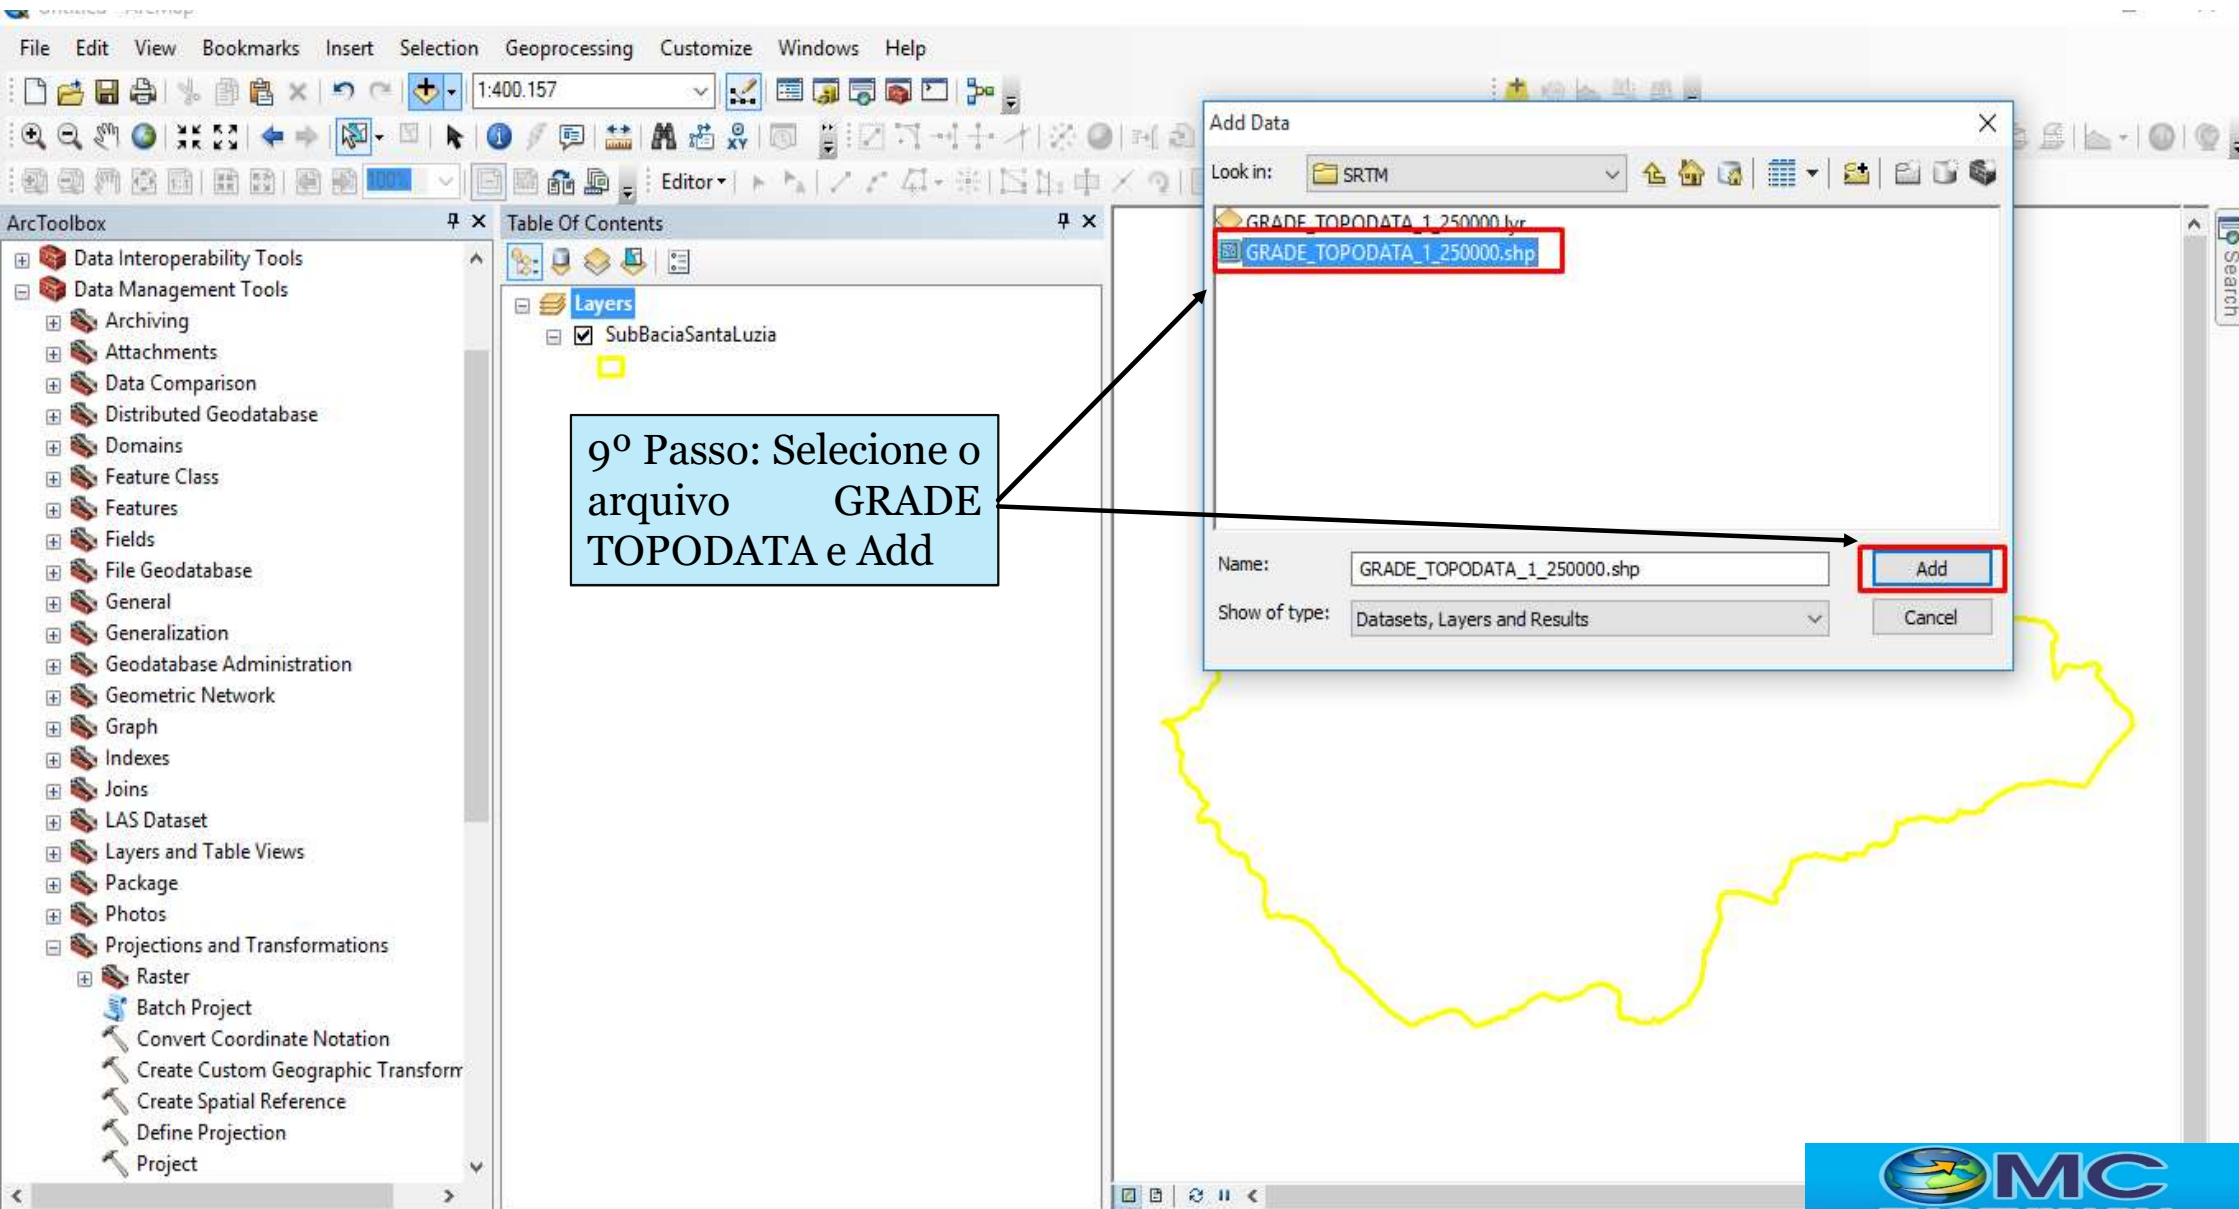 File Edit View Bookmarks Insert Selection Geoprocessing Customize Windows Help
1:400.157
100%
Editor
ArcToolbox
Data Interoperability Tools
Data Management Tools
Archiving
Attachments
Data Comparison
Distributed Geodatabase
Domains
Feature Class
Features
Fields
File Geodatabase
General
Generalization
Geodatabase Administration
Geometric Network
Graph
Indexes
Joins
LAS Dataset
Layers and Table Views
Package
Photos
Projections and Transformations
Raster
Batch Project
Convert Coordinate Notation
Create Custom Geographic Transform
Create Spatial Reference
Define Projection
Project
Table Of Contents
Layers
SubBaciaSantaLuzia
9º Passo: Selecione o
arquivo GRADE
TOPODATA e Add
Add Data
Look in: SRTM
GRADE_TOPODATA_1_250000.lyr
GRADE_TOPODATA_1_250000.shp
Name: GRADE_TOPODATA_1_250000.shp
Add
Show of type: Datasets, Layers and Results
Cancel
Search
MC